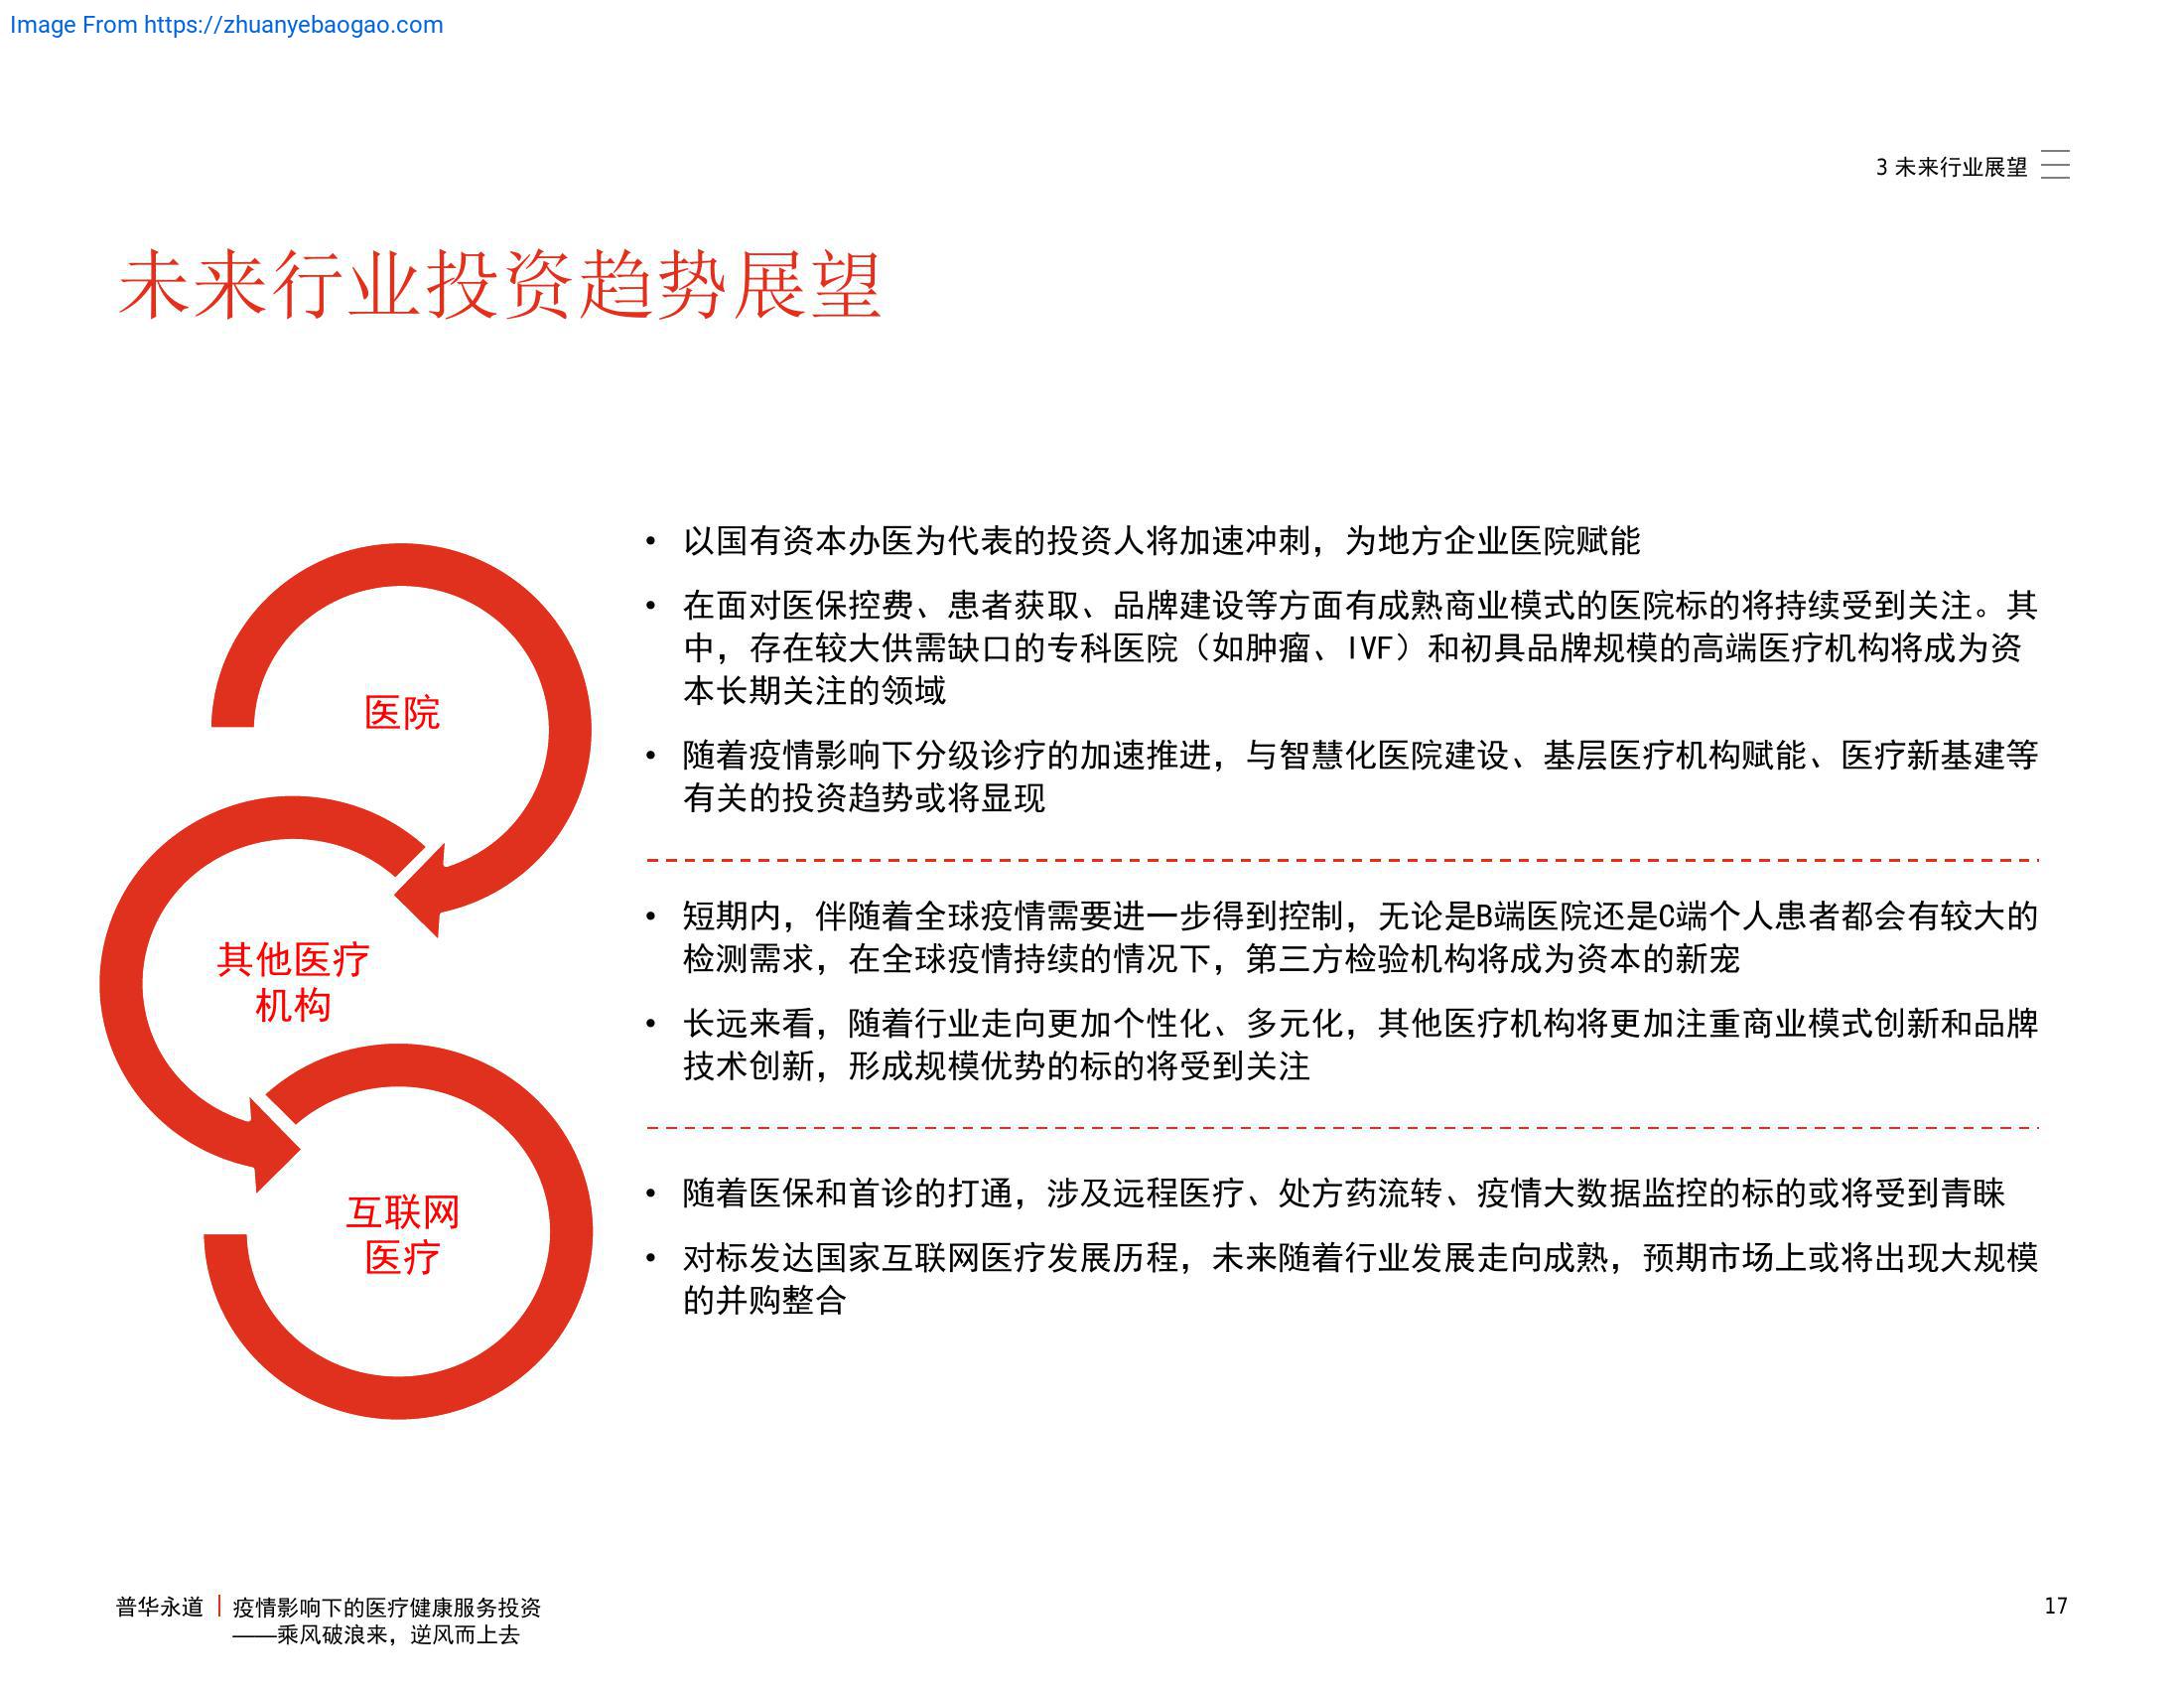 Image From https://zhuanyebaogao.com
3 未来行业展望
未来行业投资趋势展望
医院
• 以国有资本办医为代表的投资人将加速冲刺，为地方企业医院赋能
• 在面对医保控费、患者获取、品牌建设等方面有成熟商业模式的医院标的将持续受到关注。其
中，存在较大供需缺口的专科医院（如肿瘤、IVF）和初具品牌规模的高端医疗机构将成为资
本长期关注的领域
• 随着疫情影响下分级诊疗的加速推进，与智慧化医院建设、基层医疗机构赋能、医疗新基建等
有关的投资趋势或将显现
其他医疗
机构
• 短期内，伴随着全球疫情需要进一步得到控制，无论是B端医院还是C端个人患者都会有较大的
检测需求，在全球疫情持续的情况下，第三方检验机构将成为资本的新宠
• 长远来看，随着行业走向更加个性化、多元化，其他医疗机构将更加注重商业模式创新和品牌
技术创新，形成规模优势的标的将受到关注
互联网
医疗
• 随着医保和首诊的打通，涉及远程医疗、处方药流转、疫情大数据监控的标的或将受到青睐
• 对标发达国家互联网医疗发展历程，未来随着行业发展走向成熟，预期市场上或将出现大规模
的并购整合
普华永道 | 疫情影响下的医疗健康服务投资
——乘风破浪来，逆风而上去
17